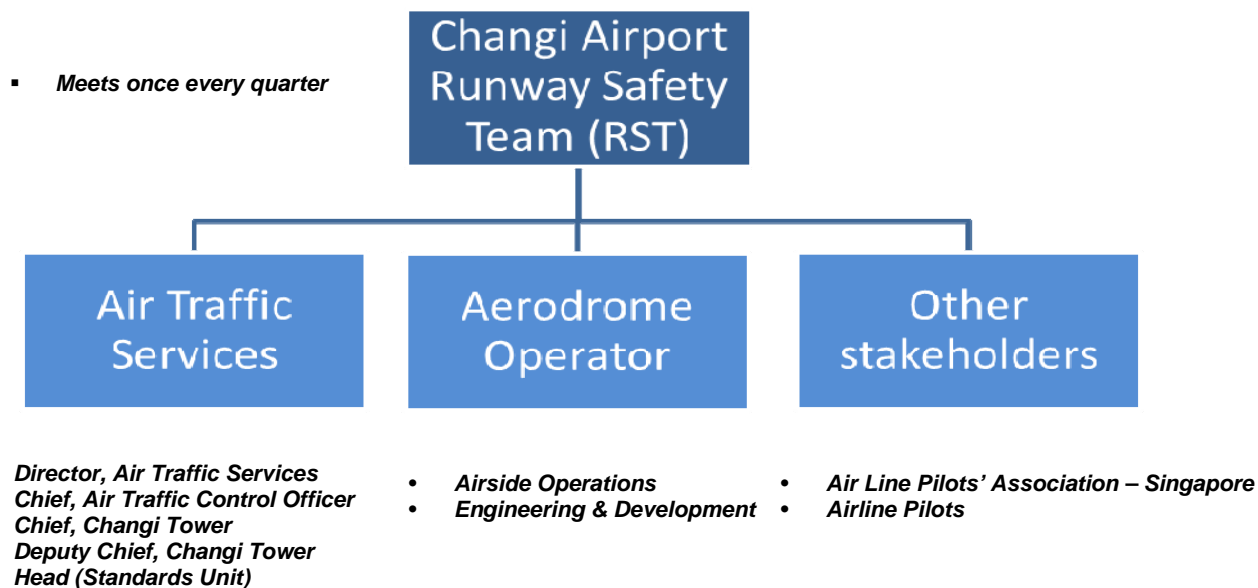 Changi Airport
Runway Safety
Team (RST)
▪ Meets once every quarter
Air Traffic
Services
Aerodrome
Operator
Other
stakeholders
Director, Air Traffic Services
Chief, Air Traffic Control Officer
Chief, Changi Tower
Deputy Chief, Changi Tower
Head (Standards Unit)
• Airside Operations
• Engineering & Development
• Air Line Pilots’ Association – Singapore
• Airline Pilots